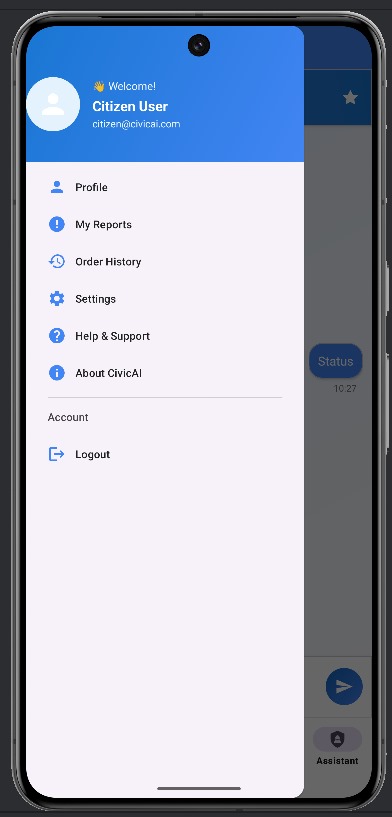 👋 Welcome!
Citizen User
citizen@civicai.com
Profile
My Reports
Order History
Settings
Help & Support
About CivicAI
Account
Logout
Status
10:27
Assistant